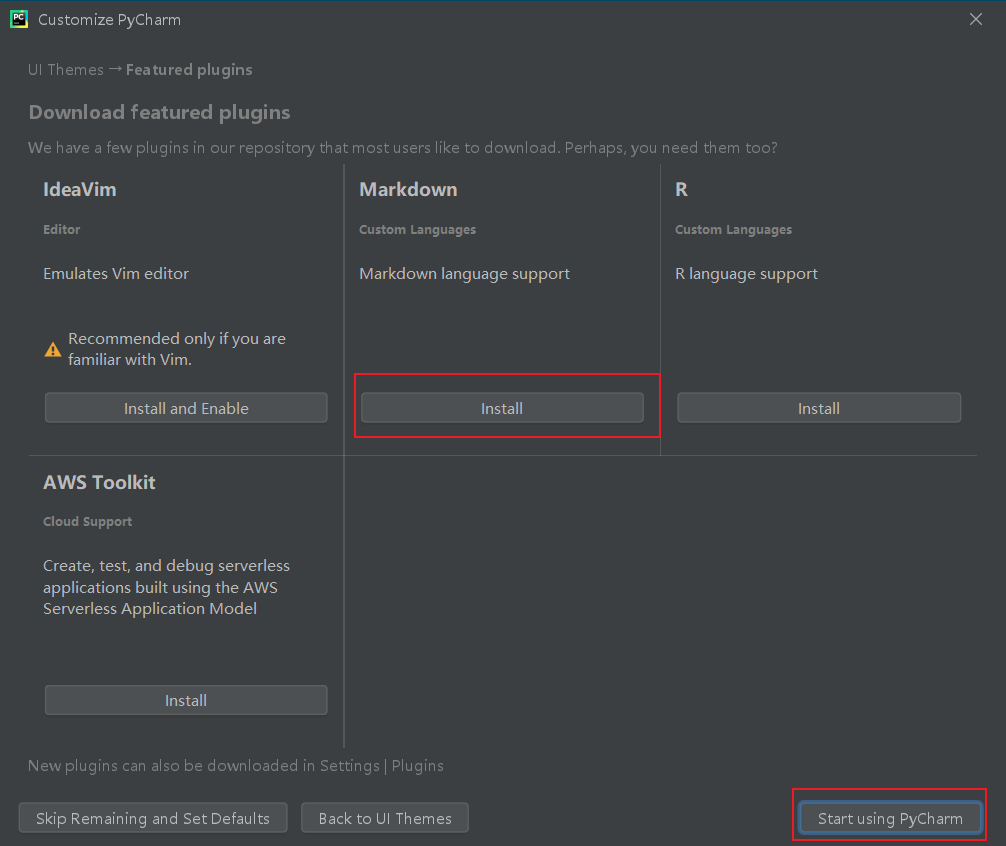 PC
Customize PyCharm
UI Themes → Featured plugins
Download featured plugins
We have a few plugins in our repository that most users like to download. Perhaps, you need them too?
IdeaVim
Editor
Emulates Vim editor
Recommended only if you are
familiar with Vim.
Install and Enable
Markdown
Custom Languages
Markdown language support
Install
R
Custom Languages
R language support
Install
AWS Toolkit
Cloud Support
Create, test, and debug serverless
applications built using the AWS
Serverless Application Model
Install
New plugins can also be downloaded in Settings | Plugins
Skip Remaining and Set Defaults
Back to UI Themes
Start using PyCharm